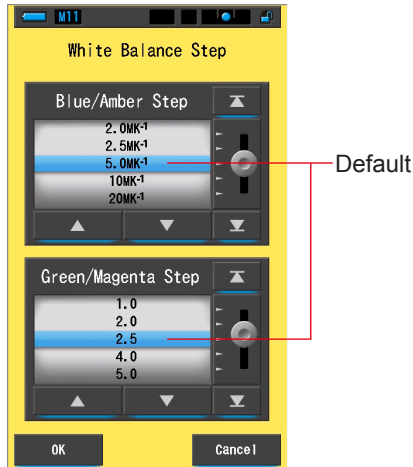 M11
White Balance Step
Blue/Amber Step
2.0MK-1
2.5MK-1
5.0MK-1
10MK-1
20MK-1
Default
Green/Magenta Step
1.0
2.0
2.5
4.0
5.0
OK
Cancel